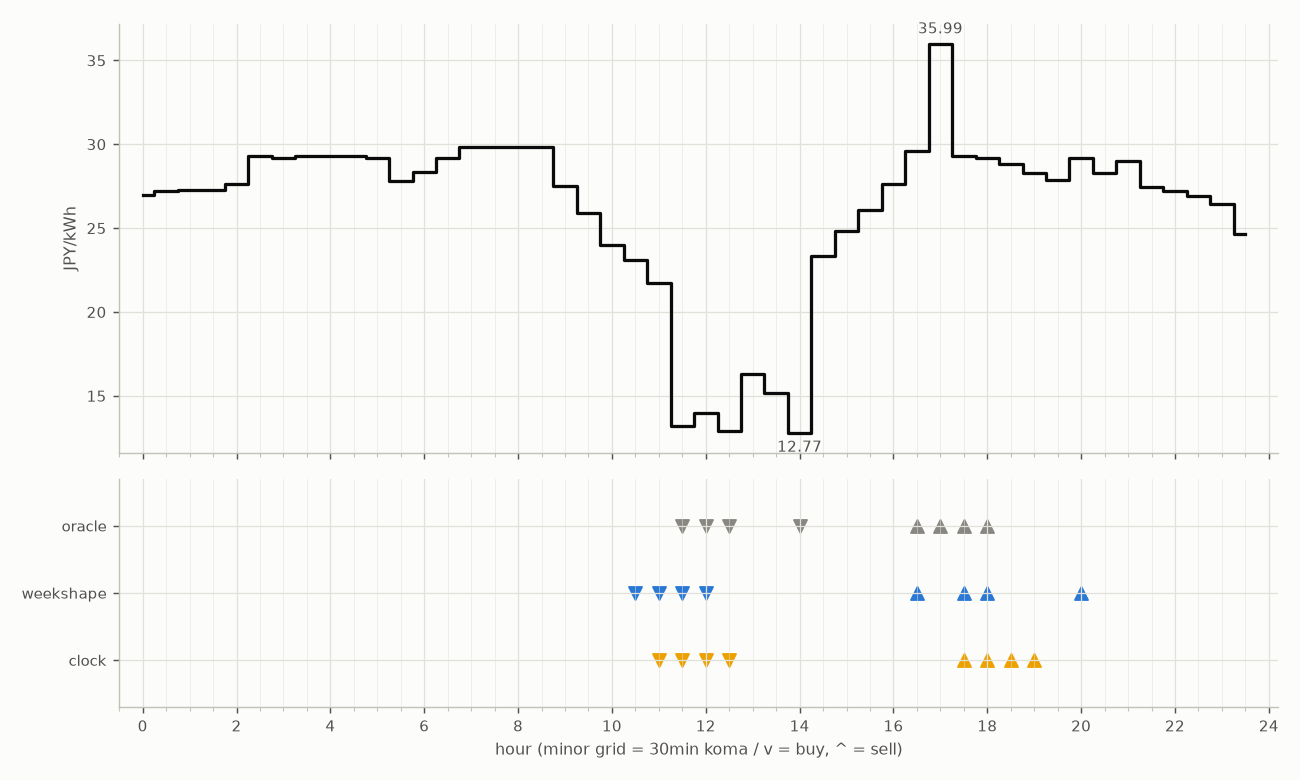 35.99
35
30
25
20
15
JPY/kWh
12.77
oracle
weekshape
clock
0 2 4 6 8 10 12 14 16 18 20 22 24
hour (minor grid = 30min koma / v = buy, ^ = sell)